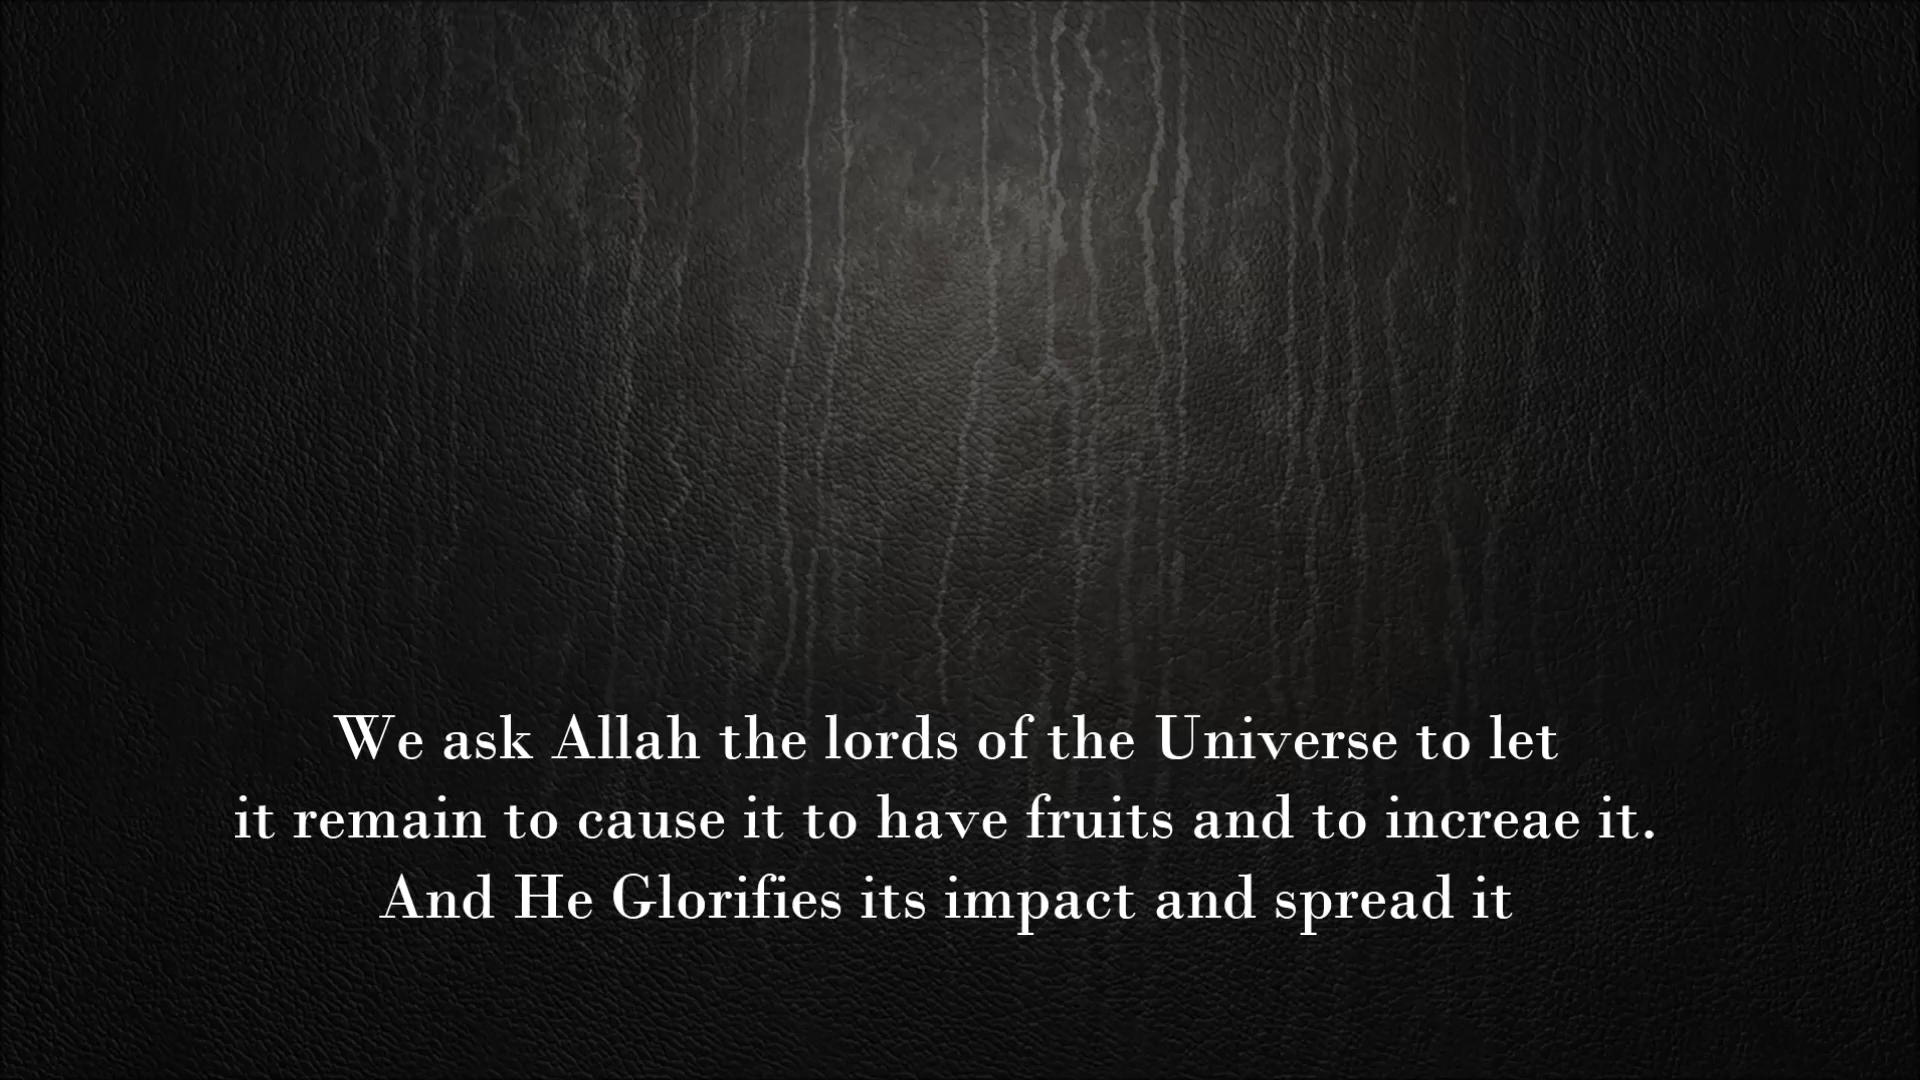 We ask Allah the lords of the Universe to let
it remain to cause it to have fruits and to increae it.
And He Glorifies its impact and spread it